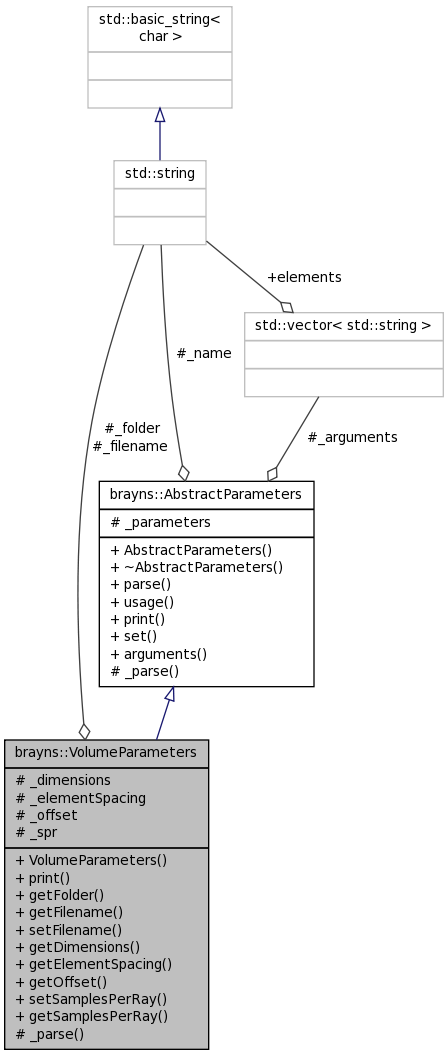 std::basic_string<
char >
std::string
+elements
std::vector< std::string >
#_name
#_folder
#_filename
#_arguments
brayns::AbstractParameters
# _parameters
+ AbstractParameters()
+ ~AbstractParameters()
+ parse()
+ usage()
+ print()
+ set()
+ arguments()
# _parse()
brayns::VolumeParameters
# _dimensions
# _elementSpacing
# _offset
# _spr
+ VolumeParameters()
+ print()
+ getFolder()
+ getFilename()
+ setFilename()
+ getDimensions()
+ getElementSpacing()
+ getOffset()
+ setSamplesPerRay()
+ getSamplesPerRay()
# _parse()